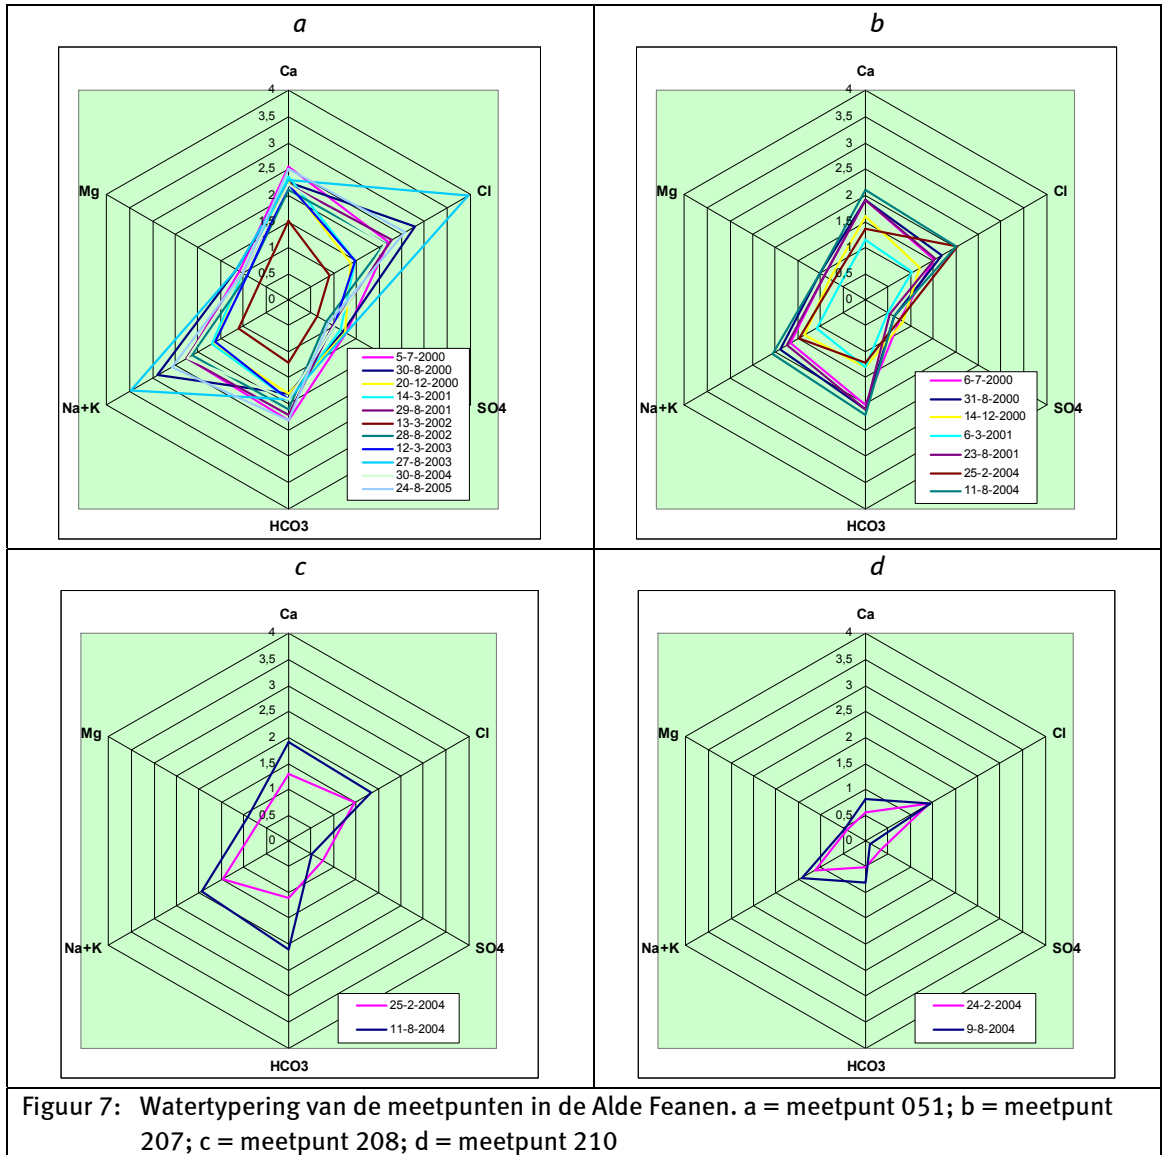 a
Ca
4
3,5
3
2,5
2
1,5
1
0,5
0
Mg
Cl
Na+K
SO4
HCO3
5-7-2000
30-8-2000
20-12-2000
14-3-2001
29-8-2001
13-3-2002
28-8-2002
12-3-2003
27-8-2003
30-8-2004
24-8-2005
b
Ca
4
3,5
3
2,5
2
1,5
1
0,5
0
Mg
Cl
Na+K
SO4
HCO3
6-7-2000
31-8-2000
14-12-2000
6-3-2001
23-8-2001
25-2-2004
11-8-2004
c
Ca
4
3,5
3
2,5
2
1,5
1
0,5
0
Mg
Cl
Na+K
SO4
HCO3
25-2-2004
11-8-2004
d
Ca
4
3,5
3
2,5
2
1,5
1
0,5
0
Mg
Cl
Na+K
SO4
HCO3
24-2-2004
9-8-2004
Figuur 7: Watertypering van de meetpunten in de Alde Feanen. a = meetpunt 051; b = meetpunt
207; c = meetpunt 208; d = meetpunt 210